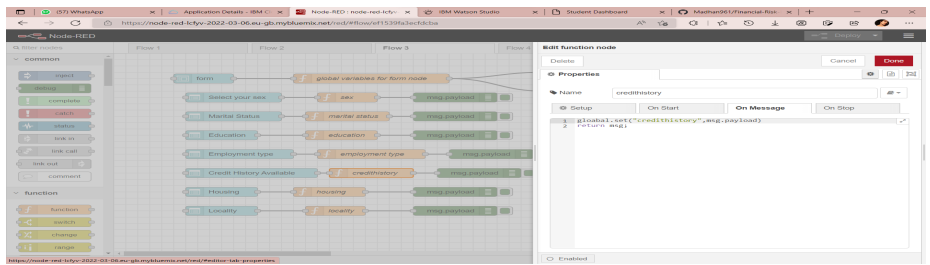 (57) WhatsApp
Application Details - IBM C
Node-RED : node-red-lcfyv
IBM Watson Studio
Student Dashboard
Madhan961/Financial-Risk-
https://node-red-lcfyv-2022-03-06.eu-gb.mybluemix.net/red/#flow/ef1539fa3ecfdcba
Node-RED
Deploy
filter nodes
Flow 1
Flow 2
Flow 3
Flow 4
common
inject
debug
complete
catch
status
link in
link call
link out
comment
function
function
switch
change
range
form
global variables for form node
Select your sex
sex
msg.payload
Marital Status
marital status
msg.payload
Education
education
msg.payload
Employment type
employment type
msg.payload
Credit History Available
credithistory
msg.payload
Housing
housing
msg.payload
Locality
locality
msg.payload
https://node-red-lcfyv-2022-03-06.eu-gb.mybluemix.net/red/#editor-tab-properties
Edit function node
Delete
Cancel
Done
Properties
Name
credithistory
Setup
On Start
On Message
On Stop
1 gloabal.set("credithistory",msg.payload)
2 return msg;
Enabled